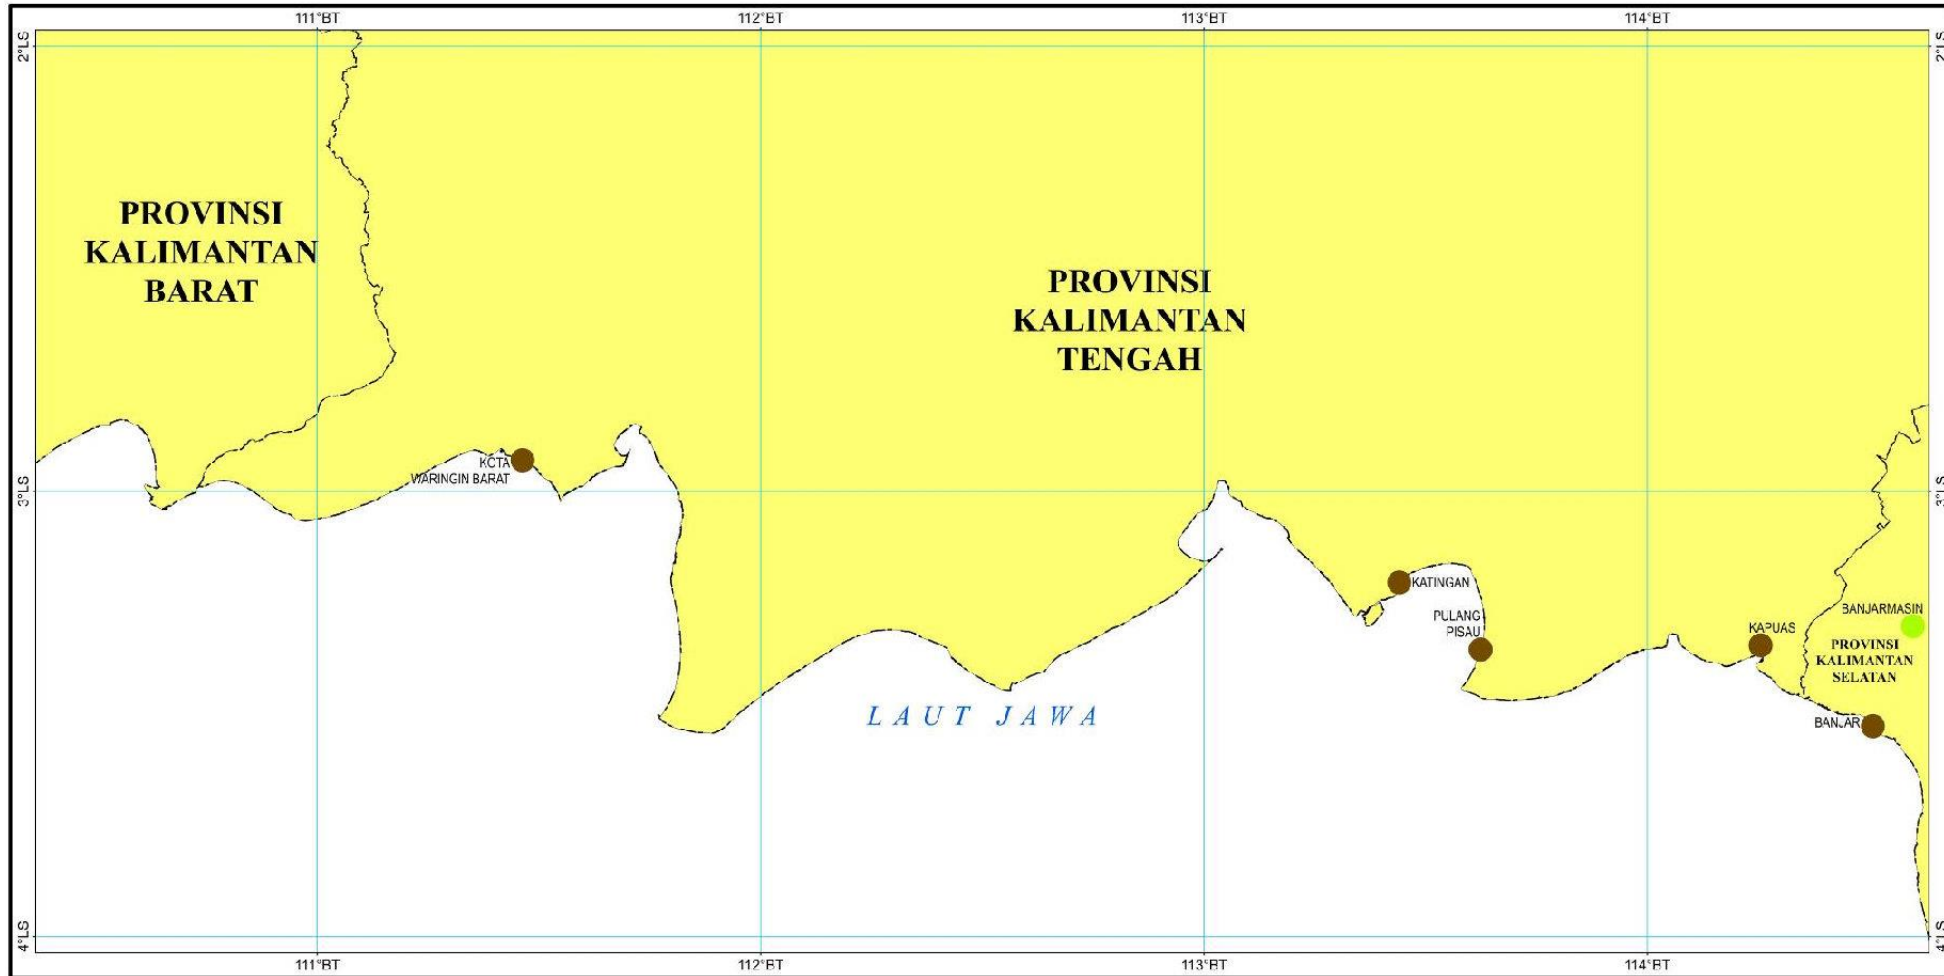 111°BT
112°BT
113°BT
114°BT
2°LS
2°LS
PROVINSI
KALIMANTAN
BARAT
PROVINSI
KALIMANTAN
TENGAH
KOTA
WARINGIN BARAT
3°LS
3°LS
KATINGAN
PULANG
PISAU
KAPUAS
BANJARMASIN
PROVINSI
KALIMANTAN
SELATAN
BANJAR
LAUT JAWA
4°LS
4°LS
111°BT
112°BT
113°BT
114°BT